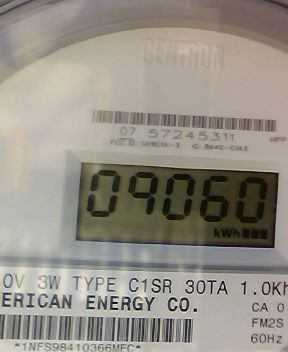 CENTRON®
07 57245311
09060
kWh
0V 3W TYPE C1SR 30TA 1.0Kh
ERICAN ENERGY CO.
CA 0
FM2S
60Hz
*1NFS98410366MEC*